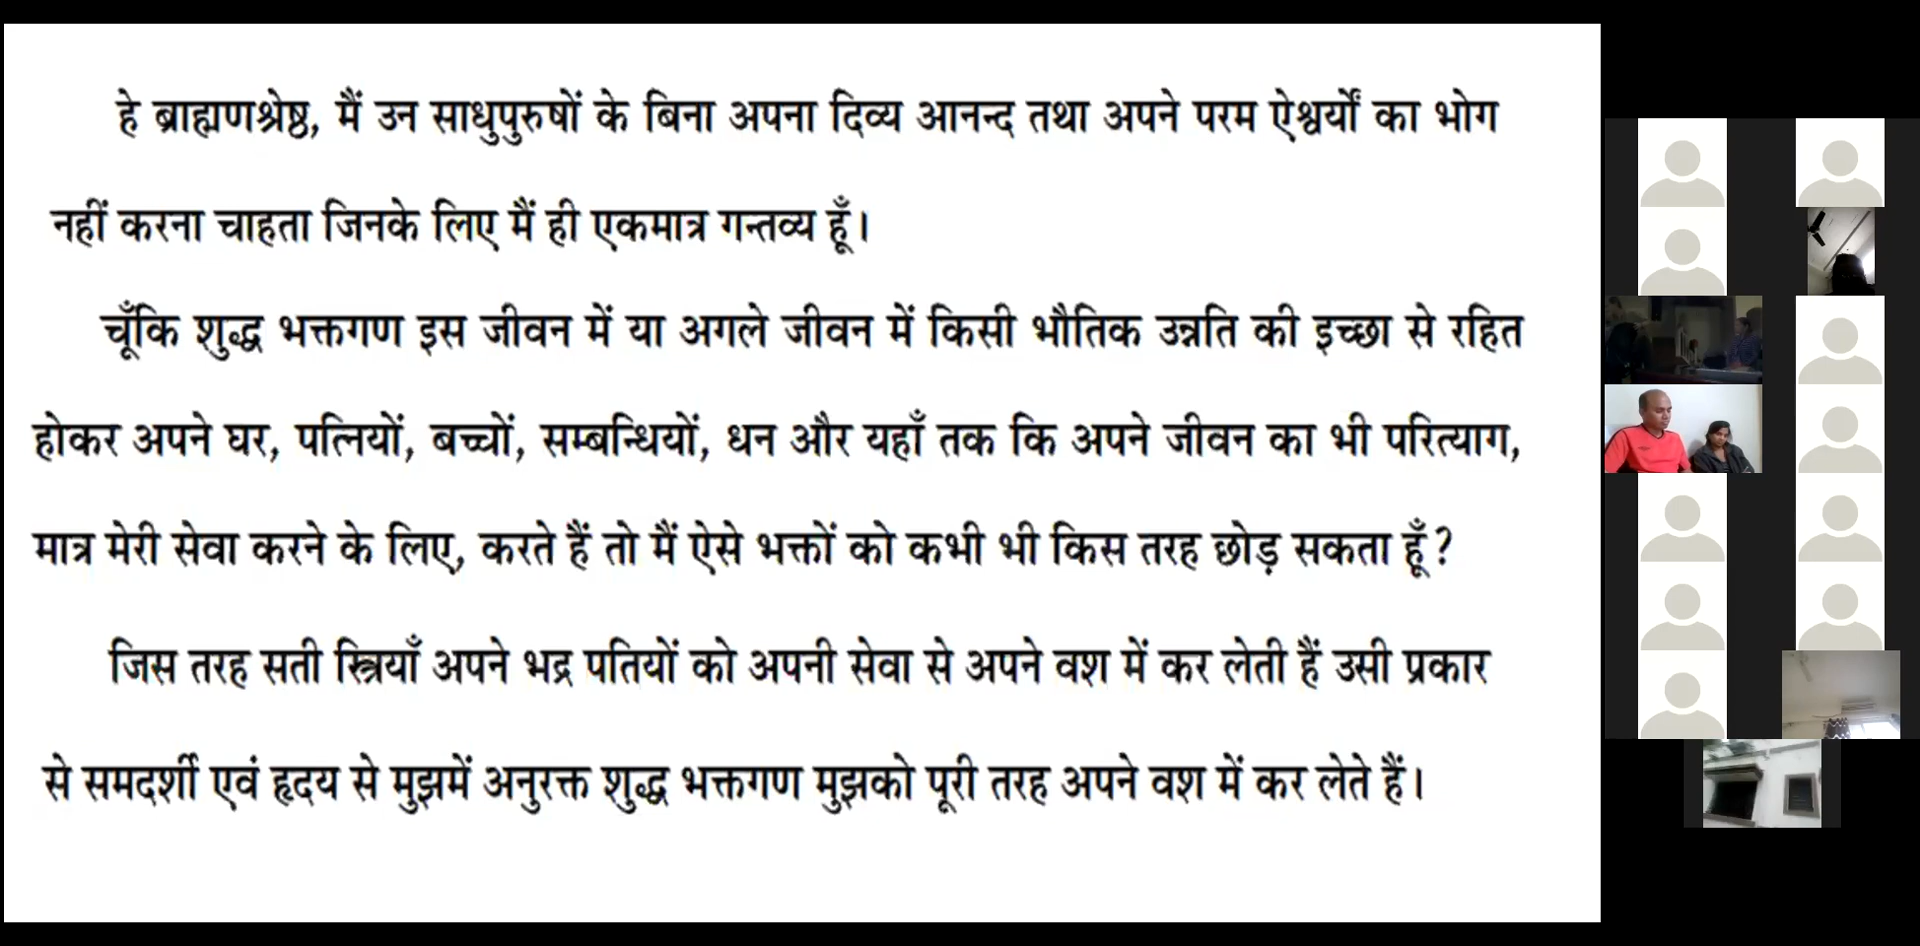 हे ब्राह्मणश्रेष्ठ, मैं उन साधुपुरुषों के बिना अपना दिव्य आनन्द तथा अपने परम ऐश्वर्यों का भोग
नहीं करना चाहता जिनके लिए मैं ही एकमात्र गन्तव्य हूँ।
चूँकि शुद्ध भक्तगण इस जीवन में या अगले जीवन में किसी भौतिक उन्नति की इच्छा से रहित
होकर अपने घर, पत्नियों, बच्चों, सम्बन्धियों, धन और यहाँ तक कि अपने जीवन का भी परित्याग,
मात्र मेरी सेवा करने के लिए, करते हैं तो मैं ऐसे भक्तों को कभी भी किस तरह छोड़ सकता हूँ?
जिस तरह सती स्त्रियाँ अपने भद्र पतियों को अपनी सेवा से अपने वश में कर लेती हैं उसी प्रकार
से समदर्शी एवं हृदय से मुझमें अनुरक्त शुद्ध भक्तगण मुझको पूरी तरह अपने वश में कर लेते हैं।